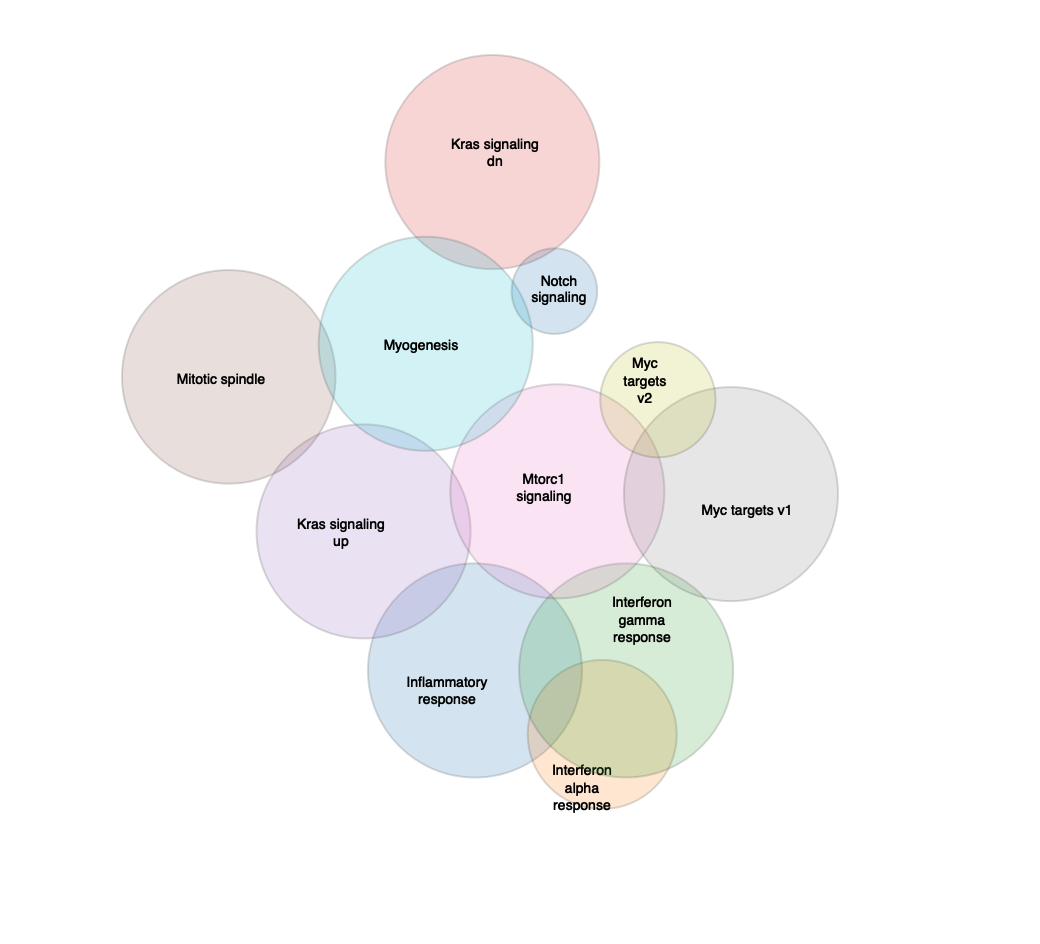 Kras signaling
dn
Notch
signaling
Myogenesis
Mitotic spindle
Myc
targets
v2
Mtorc1
signaling
Myc targets v1
Kras signaling
up
Interferon
gamma
response
Inflammatory
response
Interferon
alpha
response